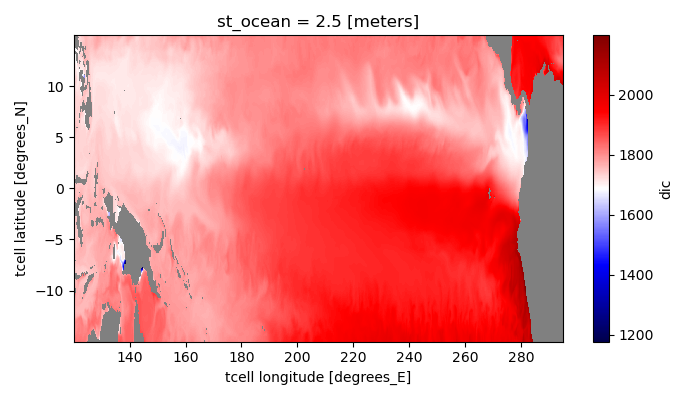 st_ocean = 2.5 [meters]
10
5
0
−5
−10
tcell latitude [degrees_N]
140 160 180 200 220 240 260 280
tcell longitude [degrees_E]
2000
1800
1600
1400
1200
dic